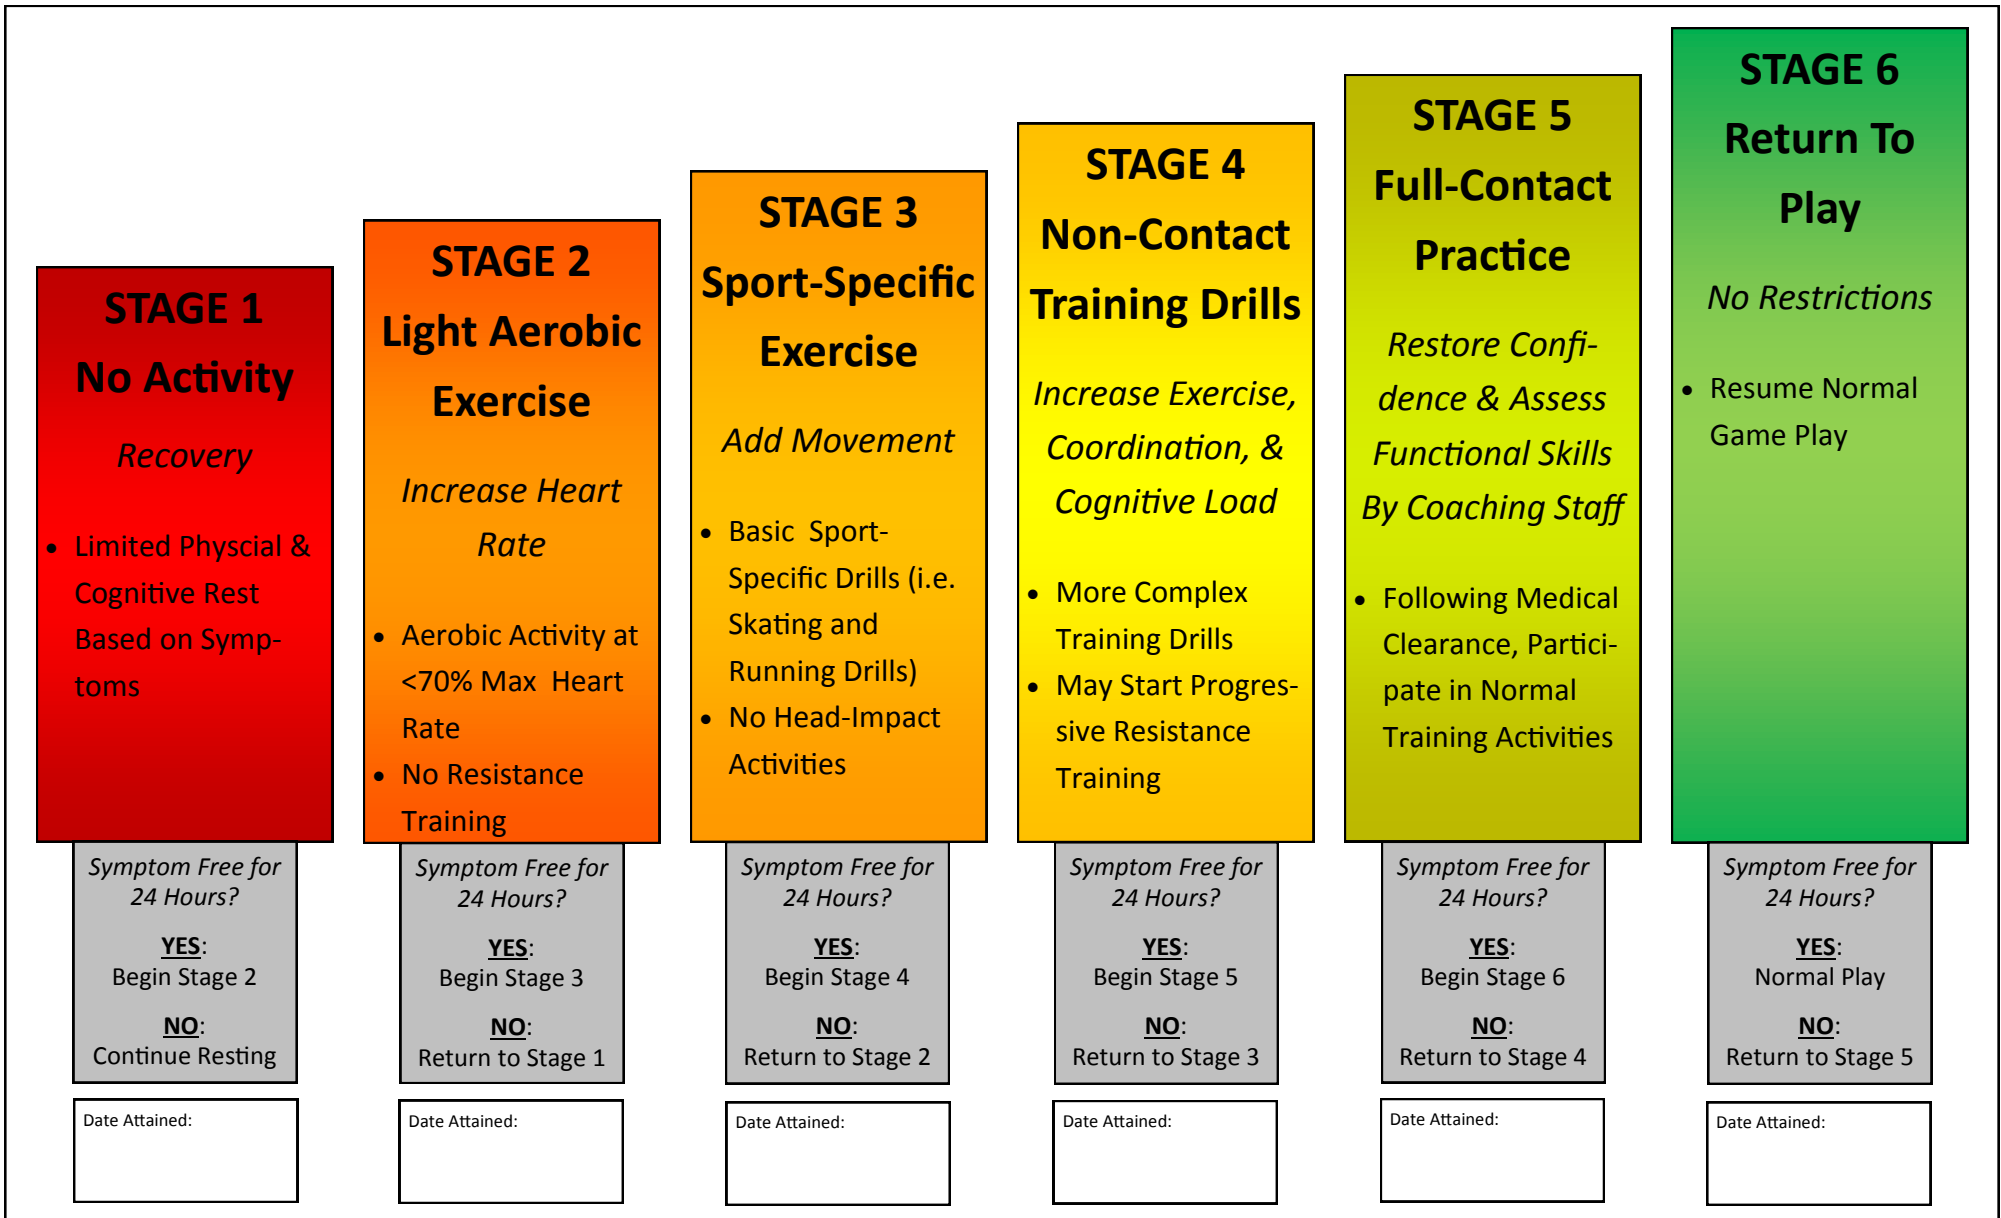 STAGE 1
No Activity
Recovery
• Limited Physcial &
Cognitive Rest
Based on Symp-
toms
Symptom Free for
24 Hours?
YES:
Begin Stage 2
NO:
Continue Resting
Date Attained:
STAGE 2
Light Aerobic
Exercise
Increase Heart
Rate
• Aerobic Activity at
<70% Max Heart
Rate
• No Resistance
Training
Symptom Free for
24 Hours?
YES:
Begin Stage 3
NO:
Return to Stage 1
Date Attained:
STAGE 3
Sport-Specific
Exercise
Add Movement
• Basic Sport-
Specific Drills (i.e.
Skating and
Running Drills)
• No Head-Impact
Activities
Symptom Free for
24 Hours?
YES:
Begin Stage 4
NO:
Return to Stage 2
Date Attained:
STAGE 4
Non-Contact
Training Drills
Increase Exercise,
Coordination, &
Cognitive Load
• More Complex
Training Drills
• May Start Progres-
sive Resistance
Training
Symptom Free for
24 Hours?
YES:
Begin Stage 5
NO:
Return to Stage 3
Date Attained:
STAGE 5
Full-Contact
Practice
Restore Confi-
dence & Assess
Functional Skills
By Coaching Staff
• Following Medical
Clearance, Partici-
pate in Normal
Training Activities
Symptom Free for
24 Hours?
YES:
Begin Stage 6
NO:
Return to Stage 4
Date Attained:
STAGE 6
Return To
Play
No Restrictions
• Resume Normal
Game Play
Symptom Free for
24 Hours?
YES:
Normal Play
NO:
Return to Stage 5
Date Attained: